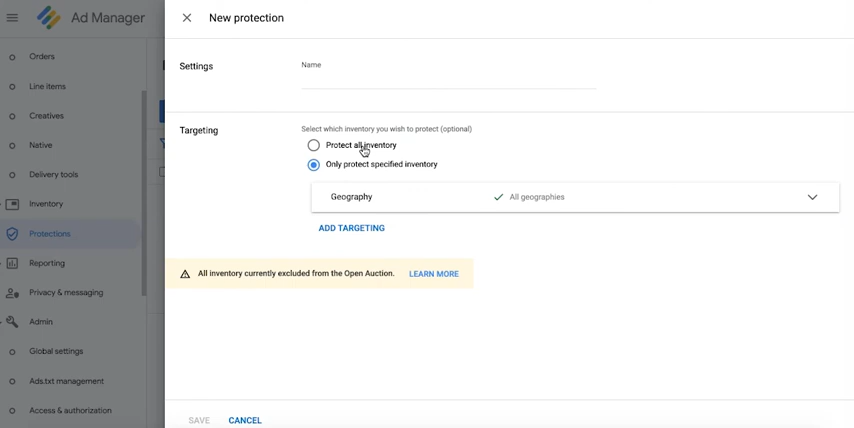 Ad Manager
New protection
Orders
Line items
Creatives
Native
Delivery tools
Inventory
Protections
Reporting
Privacy & messaging
Admin
Global settings
Ads.txt management
Access & authorization
Settings
Name
Targeting
Select which inventory you wish to protect (optional)
Protect all inventory
Only protect specified inventory
Geography
All geographies
ADD TARGETING
All inventory currently excluded from the Open Auction. LEARN MORE
SAVE
CANCEL